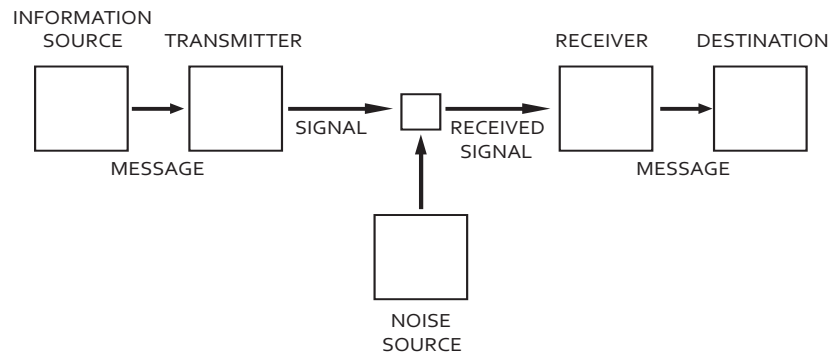 INFORMATION
SOURCE
TRANSMITTER
RECEIVER
DESTINATION
SIGNAL
RECEIVED
SIGNAL
MESSAGE
MESSAGE
NOISE
SOURCE